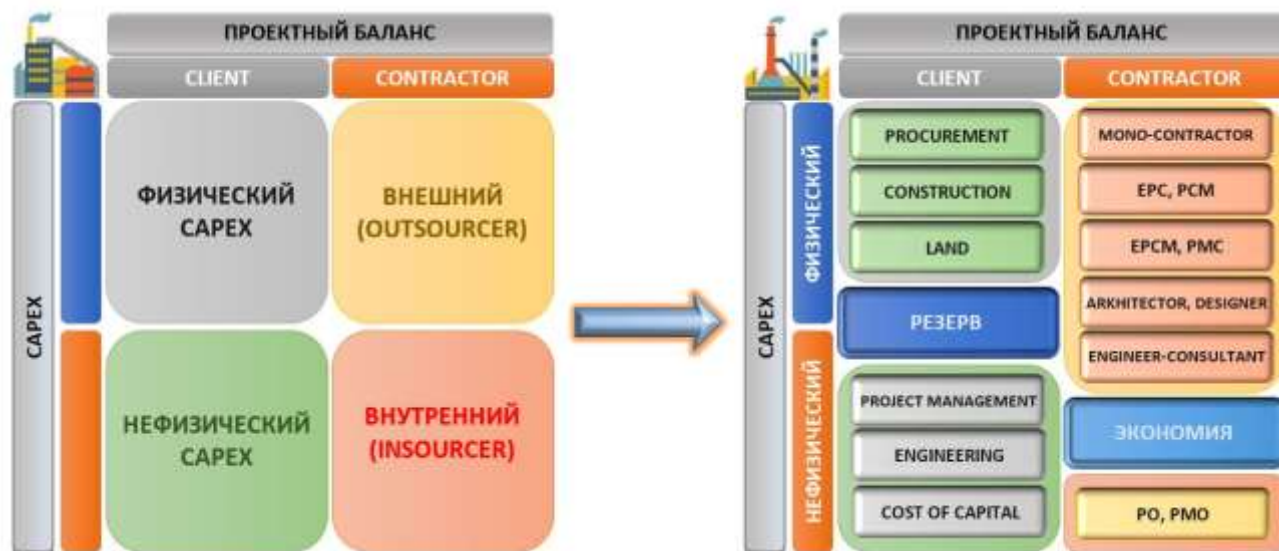 ПРОЕКТНЫЙ БАЛАНС
CLIENT
CONTRACTOR
CAPEX
ФИЗИЧЕСКИЙ
CAPEX
ВНЕШНИЙ
(OUTSOURCER)
НЕФИЗИЧЕСКИЙ
CAPEX
ВНУТРЕННИЙ
(INSOURCER)
ПРОЕКТНЫЙ БАЛАНС
CLIENT
CONTRACTOR
CAPEX
ФИЗИЧЕСКИЙ
НЕФИЗИЧЕСКИЙ
PROCUREMENT
CONSTRUCTION
LAND
РЕЗЕРВ
PROJECT MANAGEMENT
ENGINEERING
COST OF CAPITAL
MONO-CONTRACTOR
EPC, PCM
EPCM, PMC
ARKHITECTOR, DESIGNER
ENGINEER-CONSULTANT
ЭКОНОМИЯ
PO, PMO